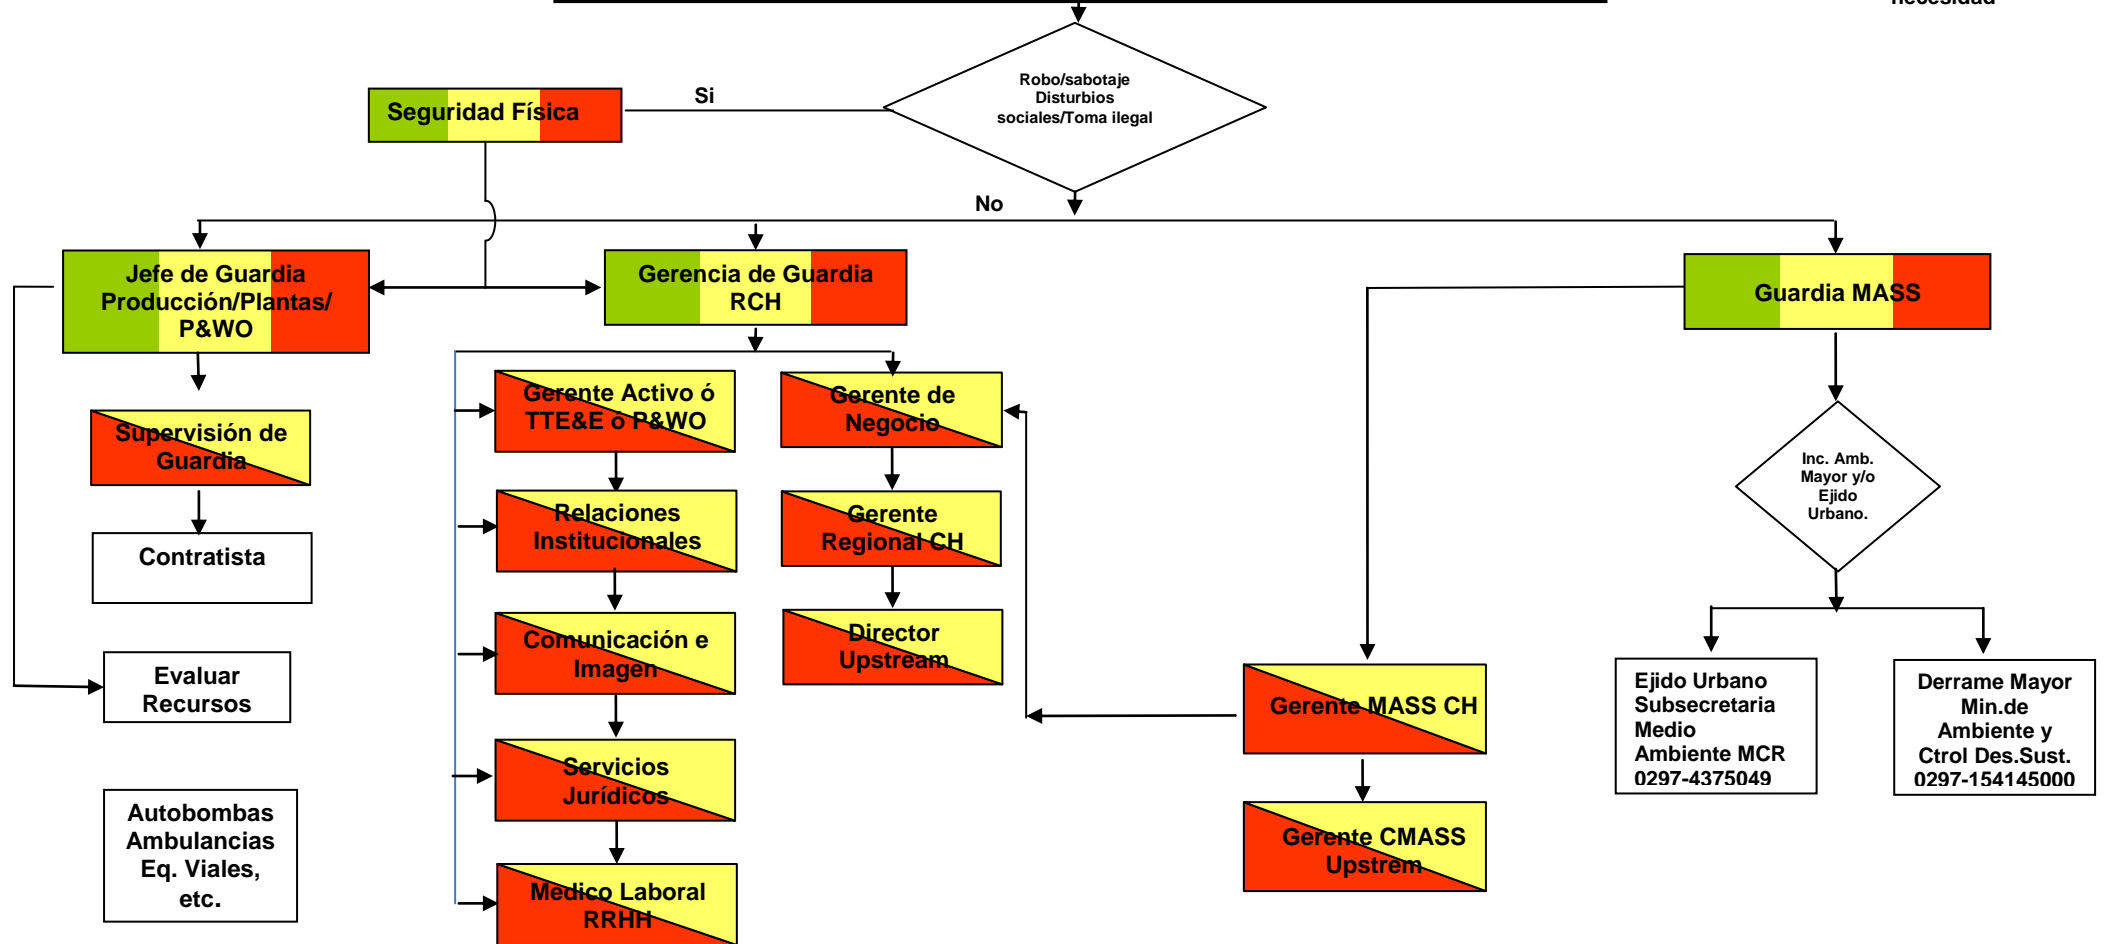 necesidad
Robo/sabotaje
Disturbios
sociales/Toma ilegal
Si
Seguridad Física
No
Jefe de Guardia
Producción/Plantas/
P&WO
Gerencia de Guardia
RCH
Guardia MASS
Gerente Activo ó
TTE&E ó P&WO
Gerente de
Negocio
Supervisión de
Guardia
Inc. Amb.
Mayor y/o
Ejido
Urbano.
Relaciones
Institucionales
Gerente
Regional CH
Contratista
Comunicación e
Imagen
Director
Upstream
Evaluar
Recursos
Gerente MASS CH
Ejido Urbano
Subsecretaria
Medio
Ambiente MCR
0297-4375049
Derrame Mayor
Min.de
Ambiente y
Ctrol Des.Sust.
0297-154145000
Servicios
Jurídicos
Autobombas
Ambulancias
Eq. Viales,
etc.
Gerente CMASS
Upstrem
Medico Laboral
RRHH